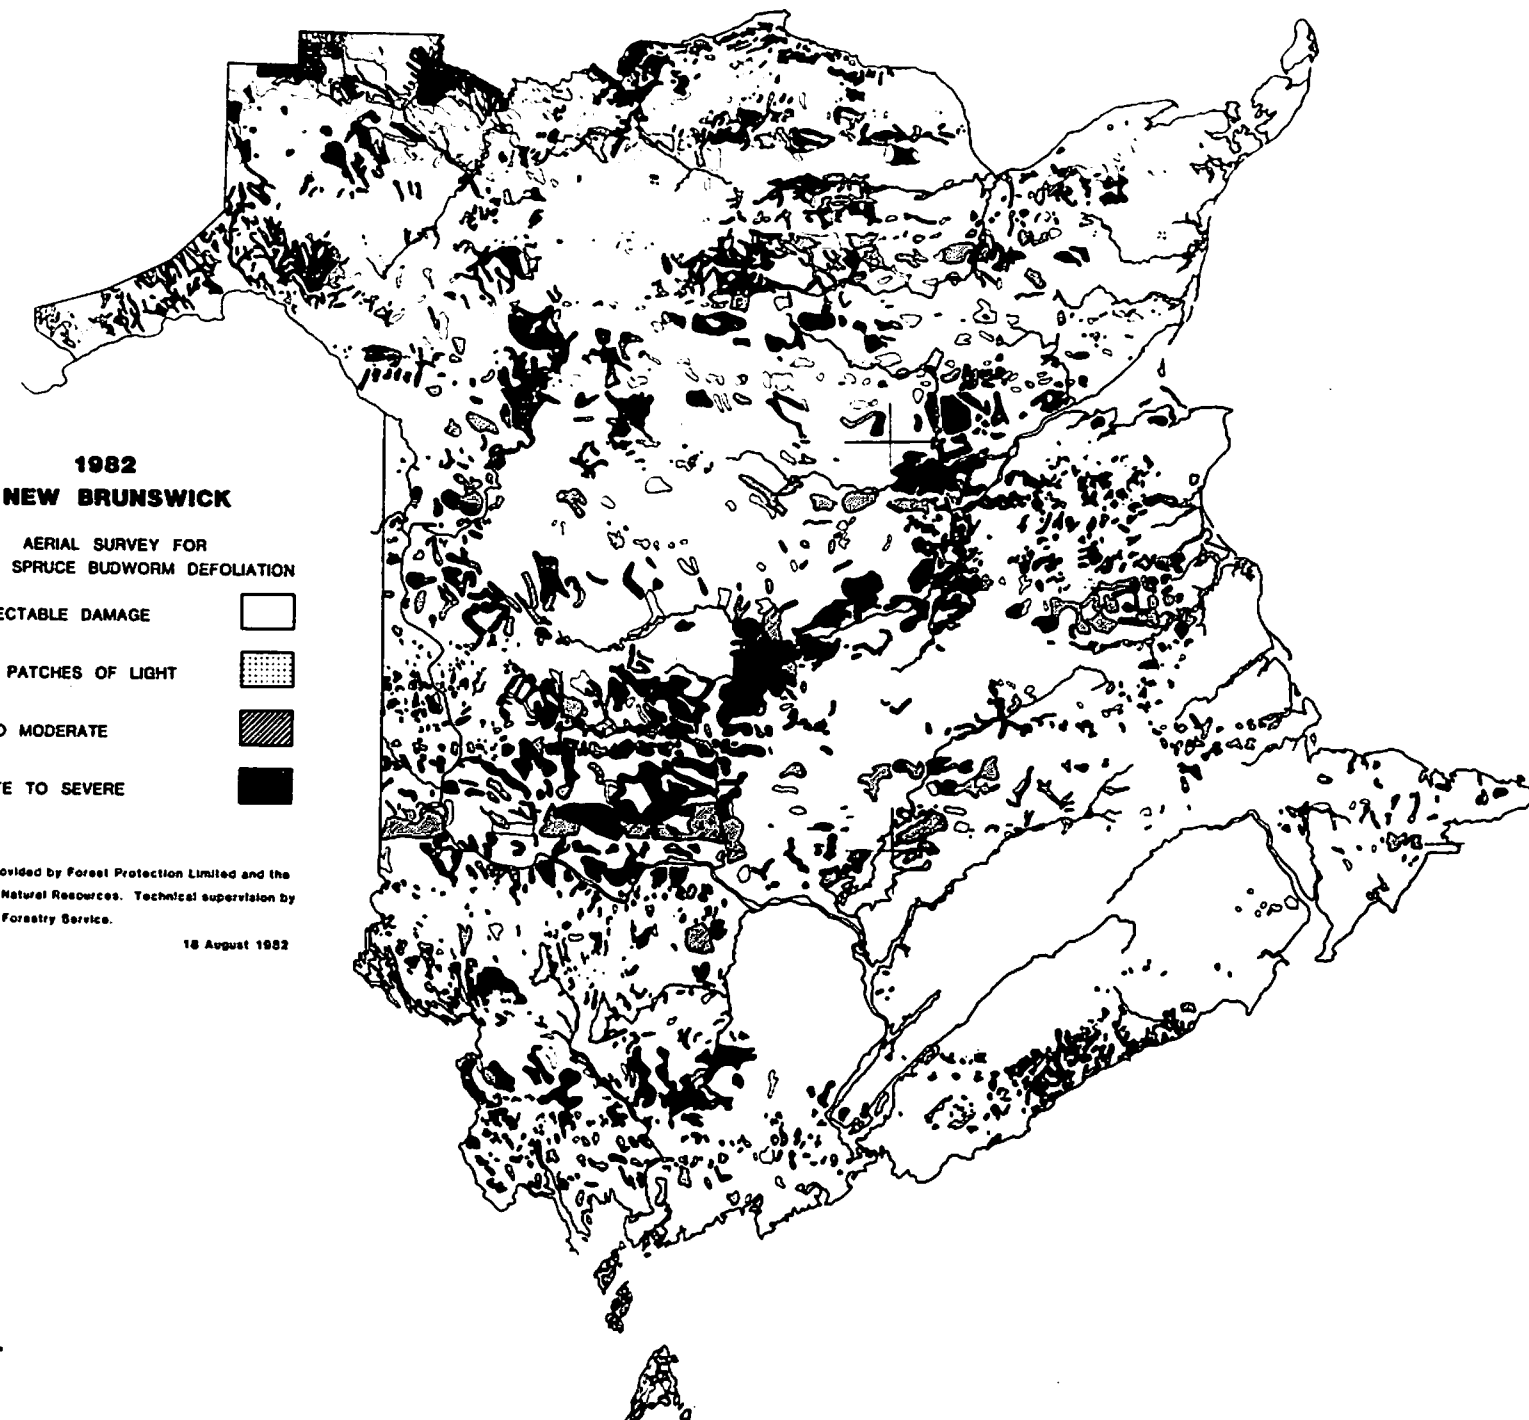 1982
NEW BRUNSWICK
AERIAL SURVEY FOR
SPRUCE BUDWORM DEFOLIATION
ECTABLE DAMAGE
PATCHES OF LIGHT
O MODERATE
TE TO SEVERE
ovided by Forest Protection Limited and the
Natural Resources. Technical supervision by
Forestry Service.
18 August 1982